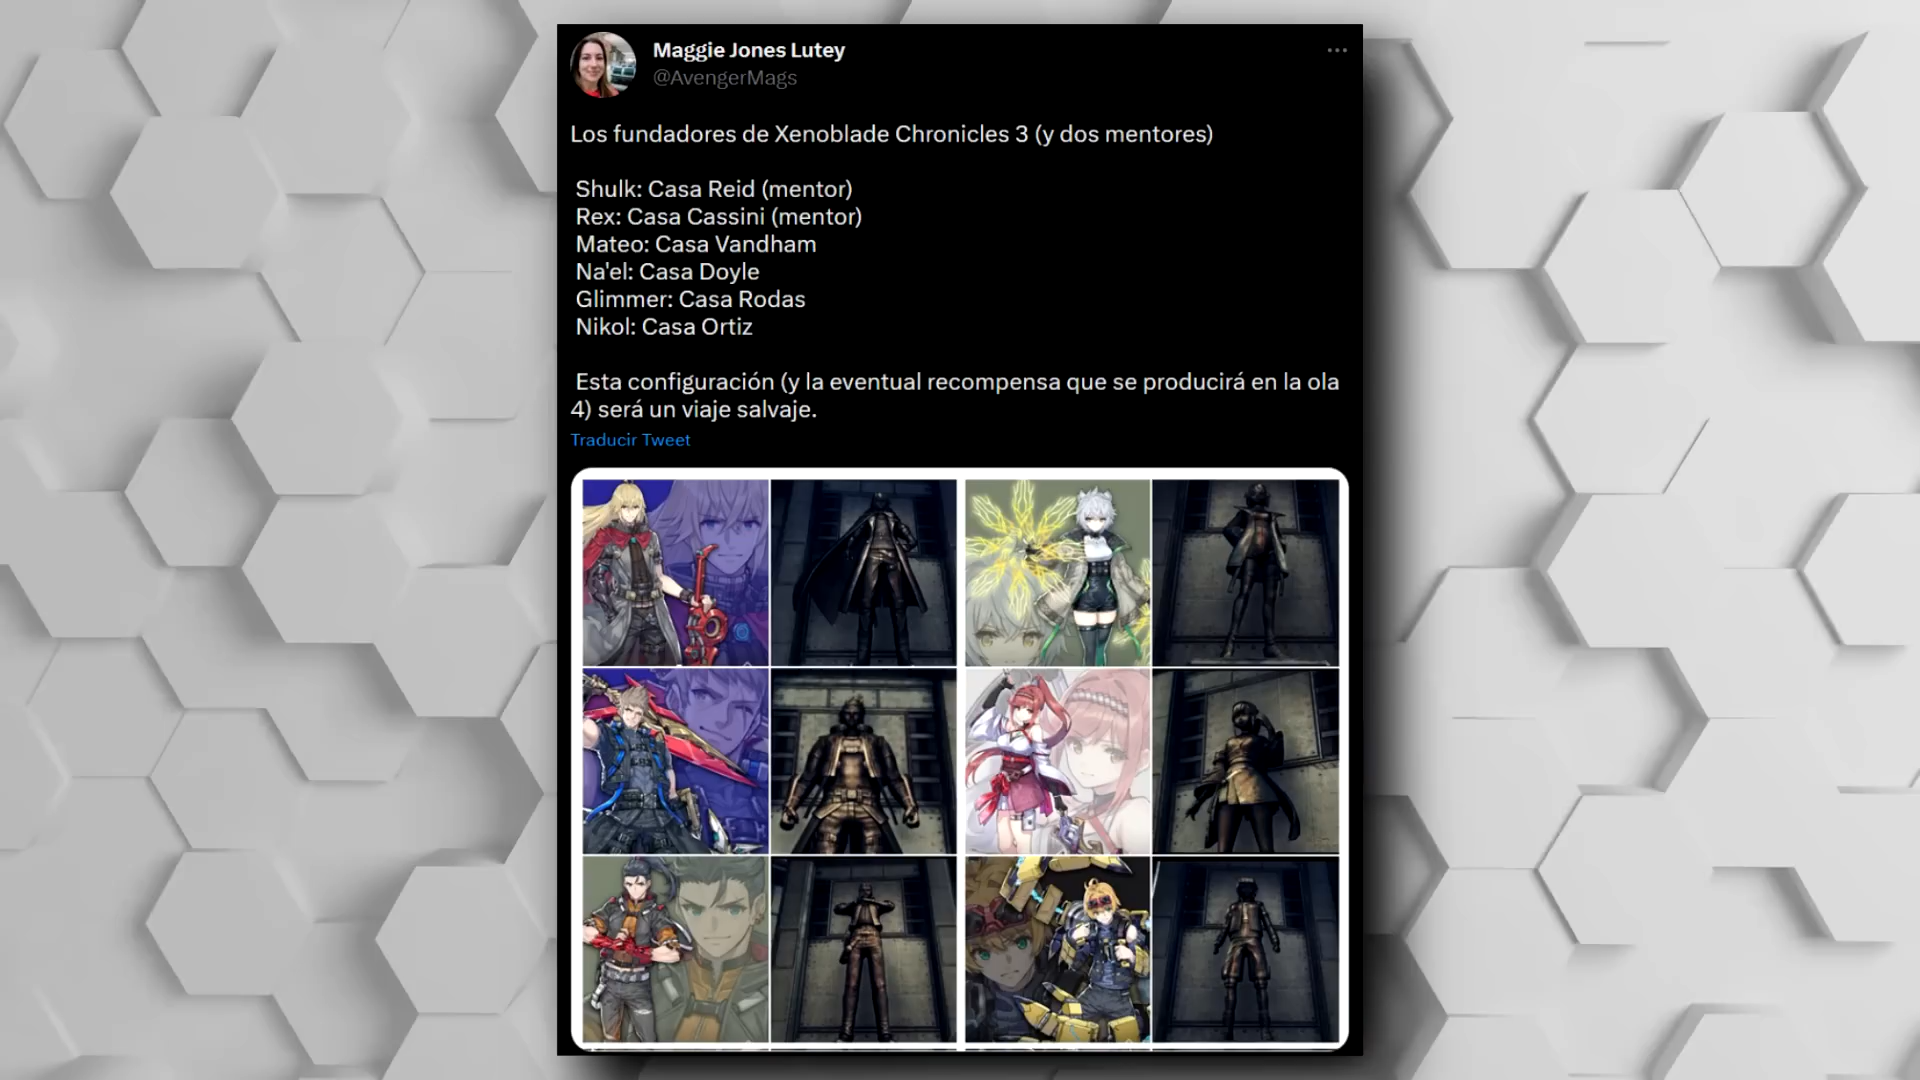 Maggie Jones Lutey
@AvengerMags
Los fundadores de Xenoblade Chronicles 3 (y dos mentores)
Shulk: Casa Reid (mentor)
Rex: Casa Cassini (mentor)
Mateo: Casa Vandham
Na'el: Casa Doyle
Glimmer: Casa Rodas
Nikol: Casa Ortiz
Esta configuración (y la eventual recompensa que se producirá en la ola
4) será un viaje salvaje.
Traducir Tweet